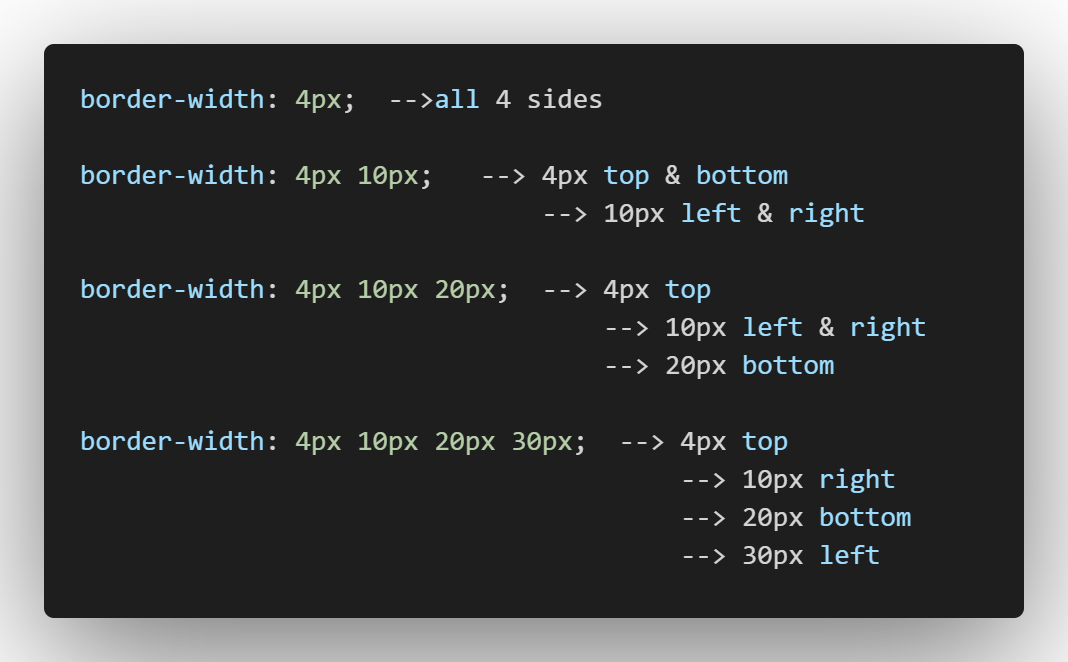 border-width: 4px;  -->all 4 sides
border-width: 4px 10px;   --> 4px top & bottom
--> 10px left & right
border-width: 4px 10px 20px;  --> 4px top
--> 10px left & right
--> 20px bottom
border-width: 4px 10px 20px 30px;  --> 4px top
--> 10px right
--> 20px bottom
--> 30px left